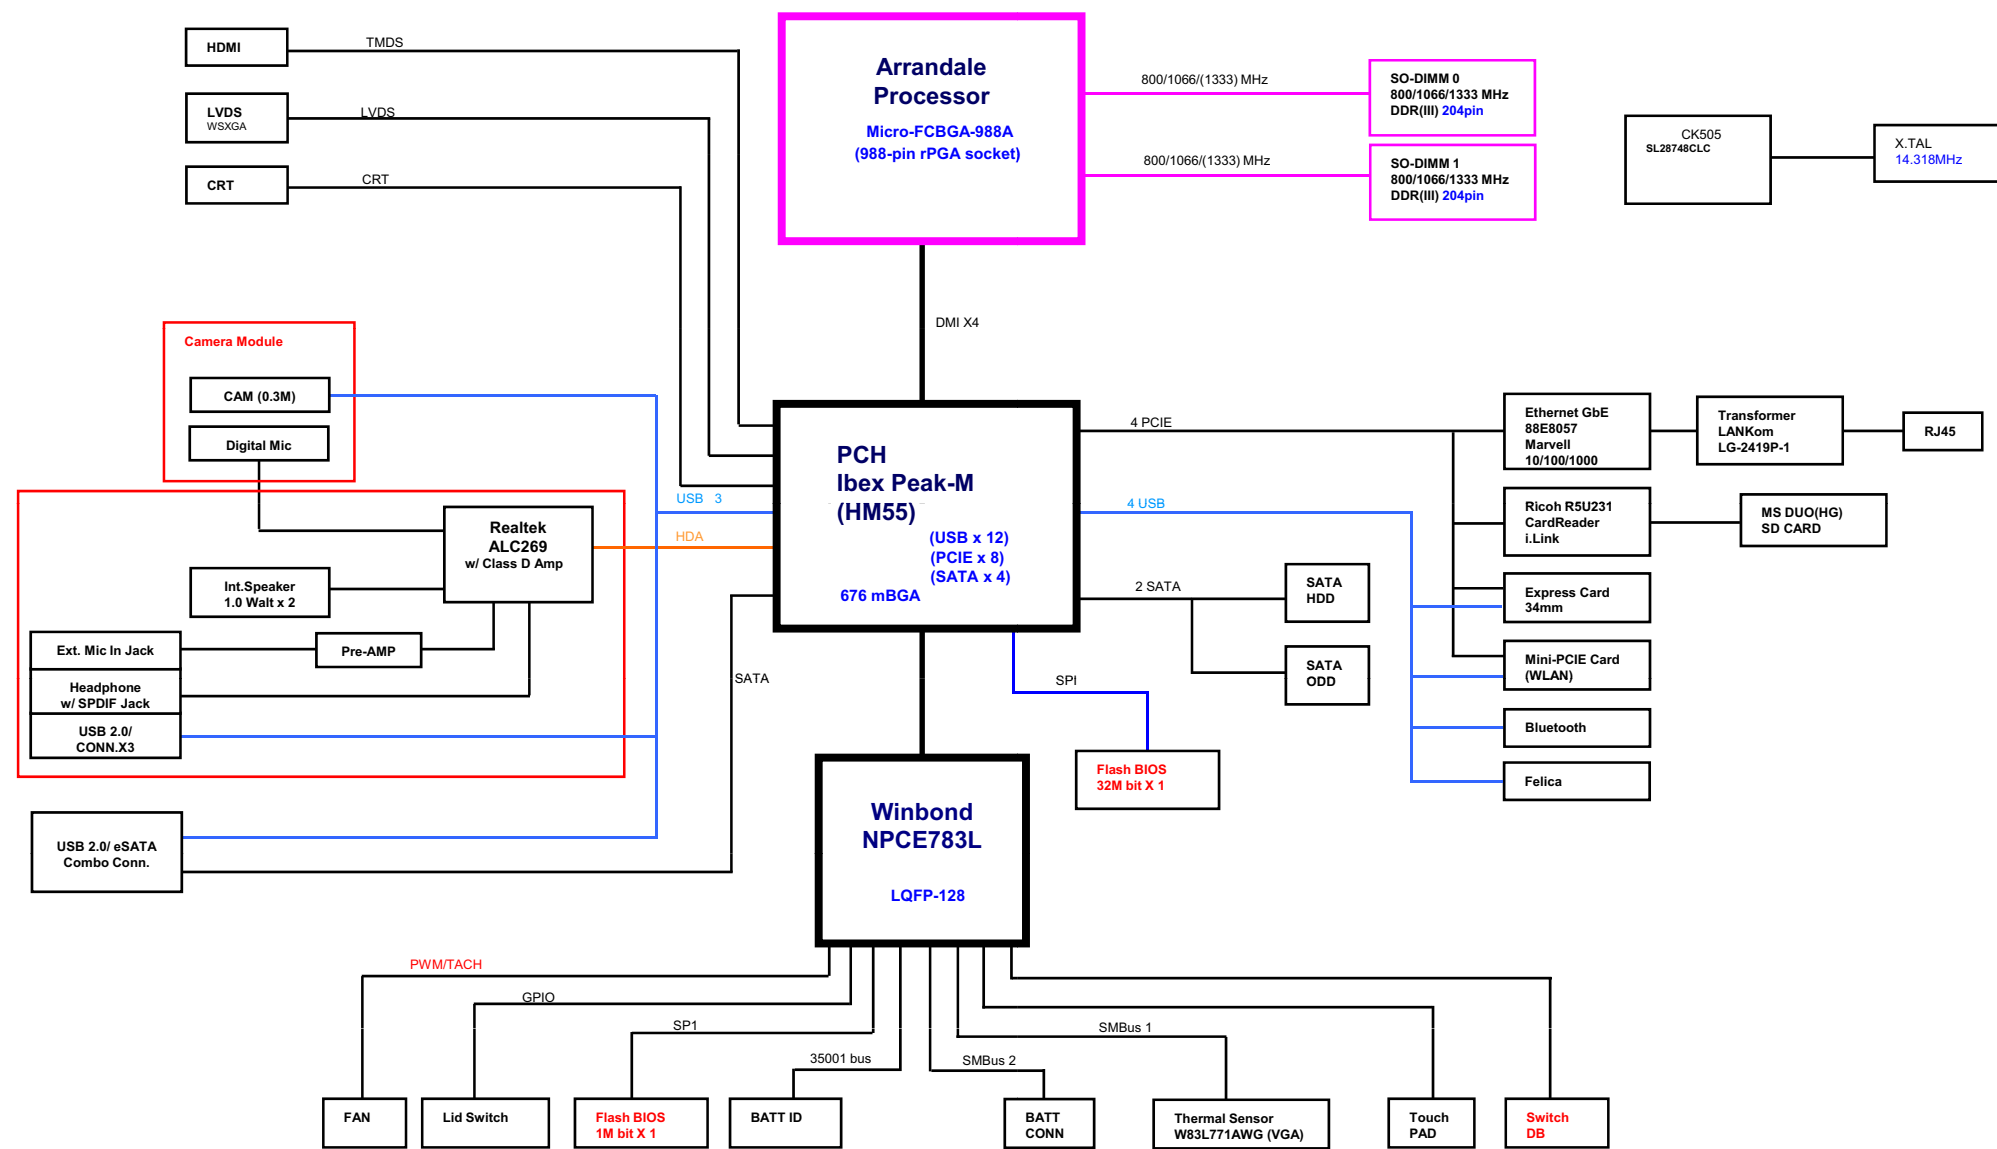 HDMI
TMDS
LVDS
WSXGA
LVDS
CRT
CRT
Arrandale
Processor
Micro-FCBGA-988A
(988-pin rPGA socket)
800/1066/(1333) MHz
SO-DIMM 0
800/1066/1333 MHz
DDR(III) 204pin
800/1066/(1333) MHz
SO-DIMM 1
800/1066/1333 MHz
DDR(III) 204pin
CK505
SL28748CLC
X.TAL
14.318MHz
DMI X4
Camera Module
CAM (0.3M)
Digital Mic
Realtek
ALC269
w/ Class D Amp
Int.Speaker
1.0 Walt x 2
Ext. Mic In Jack
Pre-AMP
Headphone
w/ SPDIF Jack
USB 2.0/
CONN.X3
USB 2.0/ eSATA
Combo Conn.
USB 3
HDA
SATA
PCH
Ibex Peak-M
(HM55)
(USB x 12)
(PCIE x 8)
(SATA x 4)
676 mBGA
4 PCIE
4 USB
2 SATA
SATA
HDD
SATA
ODD
SPI
Flash BIOS
32M bit X 1
Ethernet GbE
88E8057
Marvell
10/100/1000
Transformer
LANKom
LG-2419P-1
RJ45
Ricoh R5U231
CardReader
i.Link
MS DUO(HG)
SD CARD
Express Card
34mm
Mini-PCIE Card
(WLAN)
Bluetooth
Felica
Winbond
NPCE783L
LQFP-128
PWM/TACH
GPIO
SP1
35001 bus
SMBus 2
SMBus 1
FAN
Lid Switch
Flash BIOS
1M bit X 1
BATT ID
BATT
CONN
Thermal Sensor
W83L771AWG (VGA)
Touch
PAD
Switch
DB